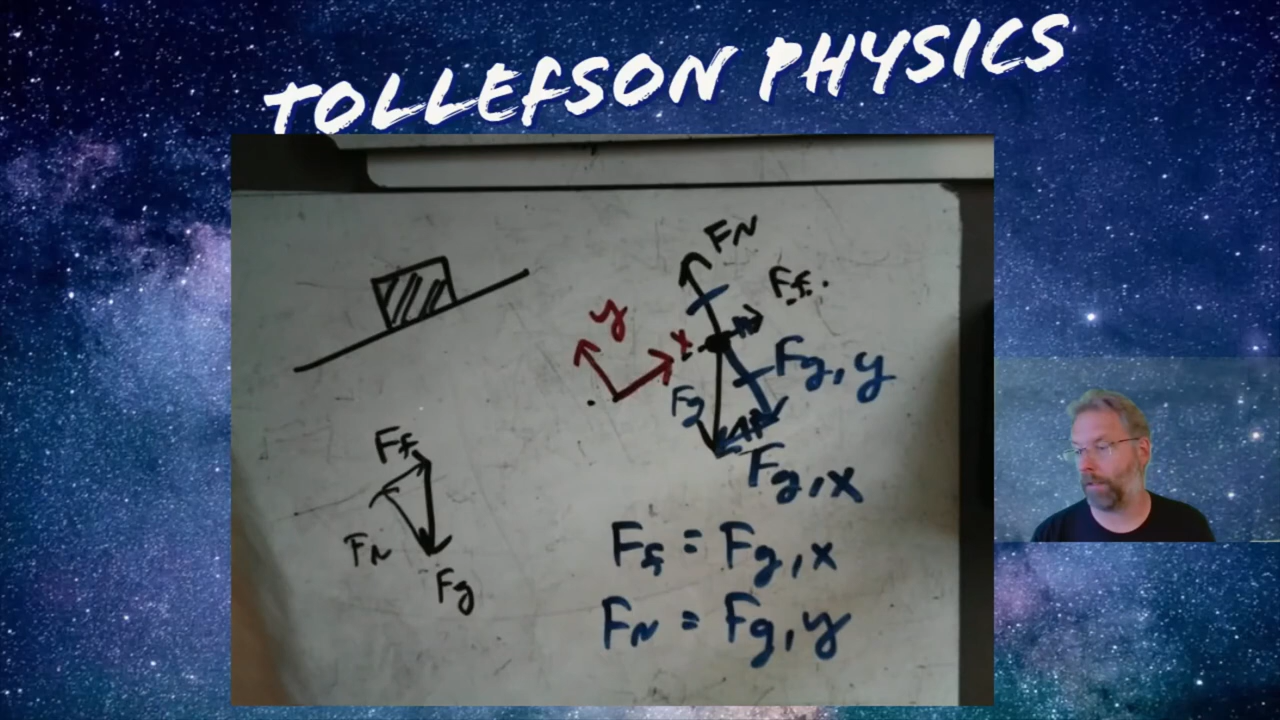 TOLLEFSON PHYSICS
FN
Ff.
y
x
Fg,y
Fg
Fg,x
Ff
FN
Fg
Ff = Fg,x
FN = Fg,y